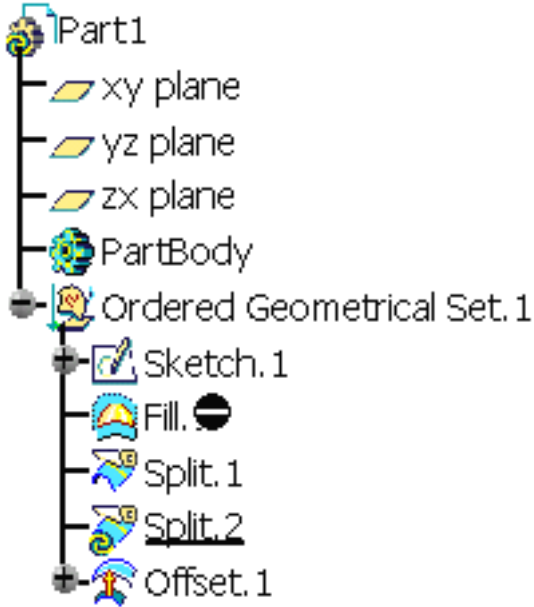 Part1
xy plane
yz plane
zx plane
PartBody
Ordered Geometrical Set.1
Sketch.1
Fill.
Split.1
Split.2
Offset.1